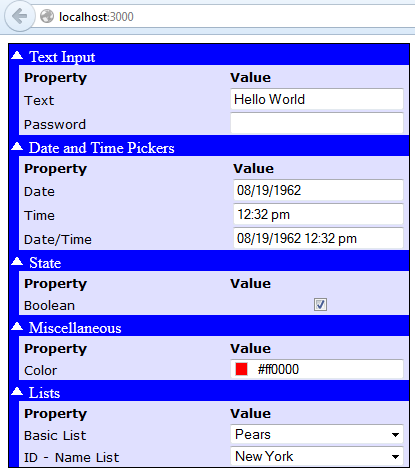 localhost:3000
Text Input
Property Value
Text Hello World
Password
Date and Time Pickers
Property Value
Date 08/19/1962
Time 12:32 pm
Date/Time 08/19/1962 12:32 pm
State
Property Value
Boolean
Miscellaneous
Property Value
Color #ff0000
Lists
Property Value
Basic List Pears
ID - Name List New York